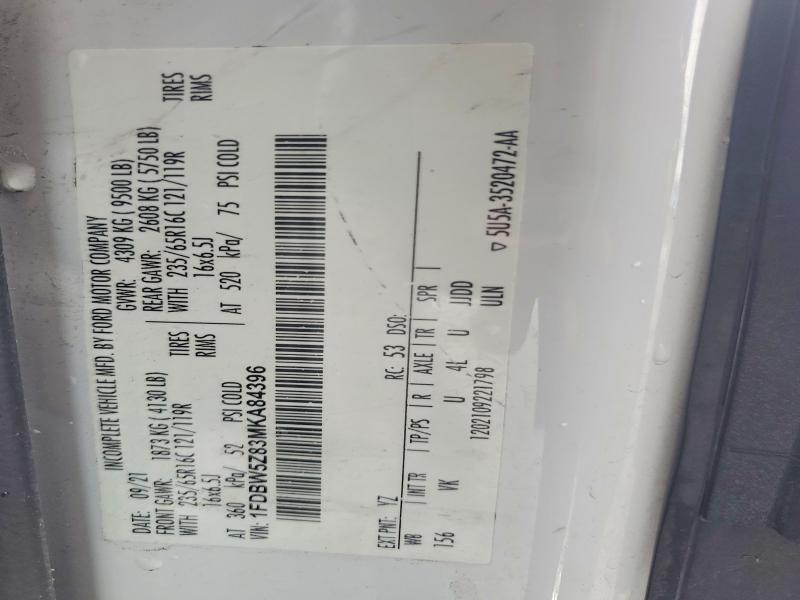 INCOMPLETE VEHICLE MFD. BY FORD MOTOR COMPANY
DATE: 09/21 GVWR: 4309 KG ( 9500 LB)
FRONT GAWR: 1873 KG ( 4130 LB) REAR GAWR: 2608 KG ( 5750 LB)
WITH 235/65R16C 121/119R TIRES WITH 235/65R16C 121/119R TIRES
16x6.5J RIMS 16x6.5J RIMS
AT 360 kPa/ 52 PSI COLD AT 520 kPa/ 75 PSI COLD
VIN: 1FDBW5Z83MKA84396
EXT PNT: YZ RC: 53 DSO:
WB | INT TR | TP/PS | R | AXLE | TR | SPR |
156 VK U 4L U JJDD
1202109221798 ULN
▽ 5U5A-3520472-AA